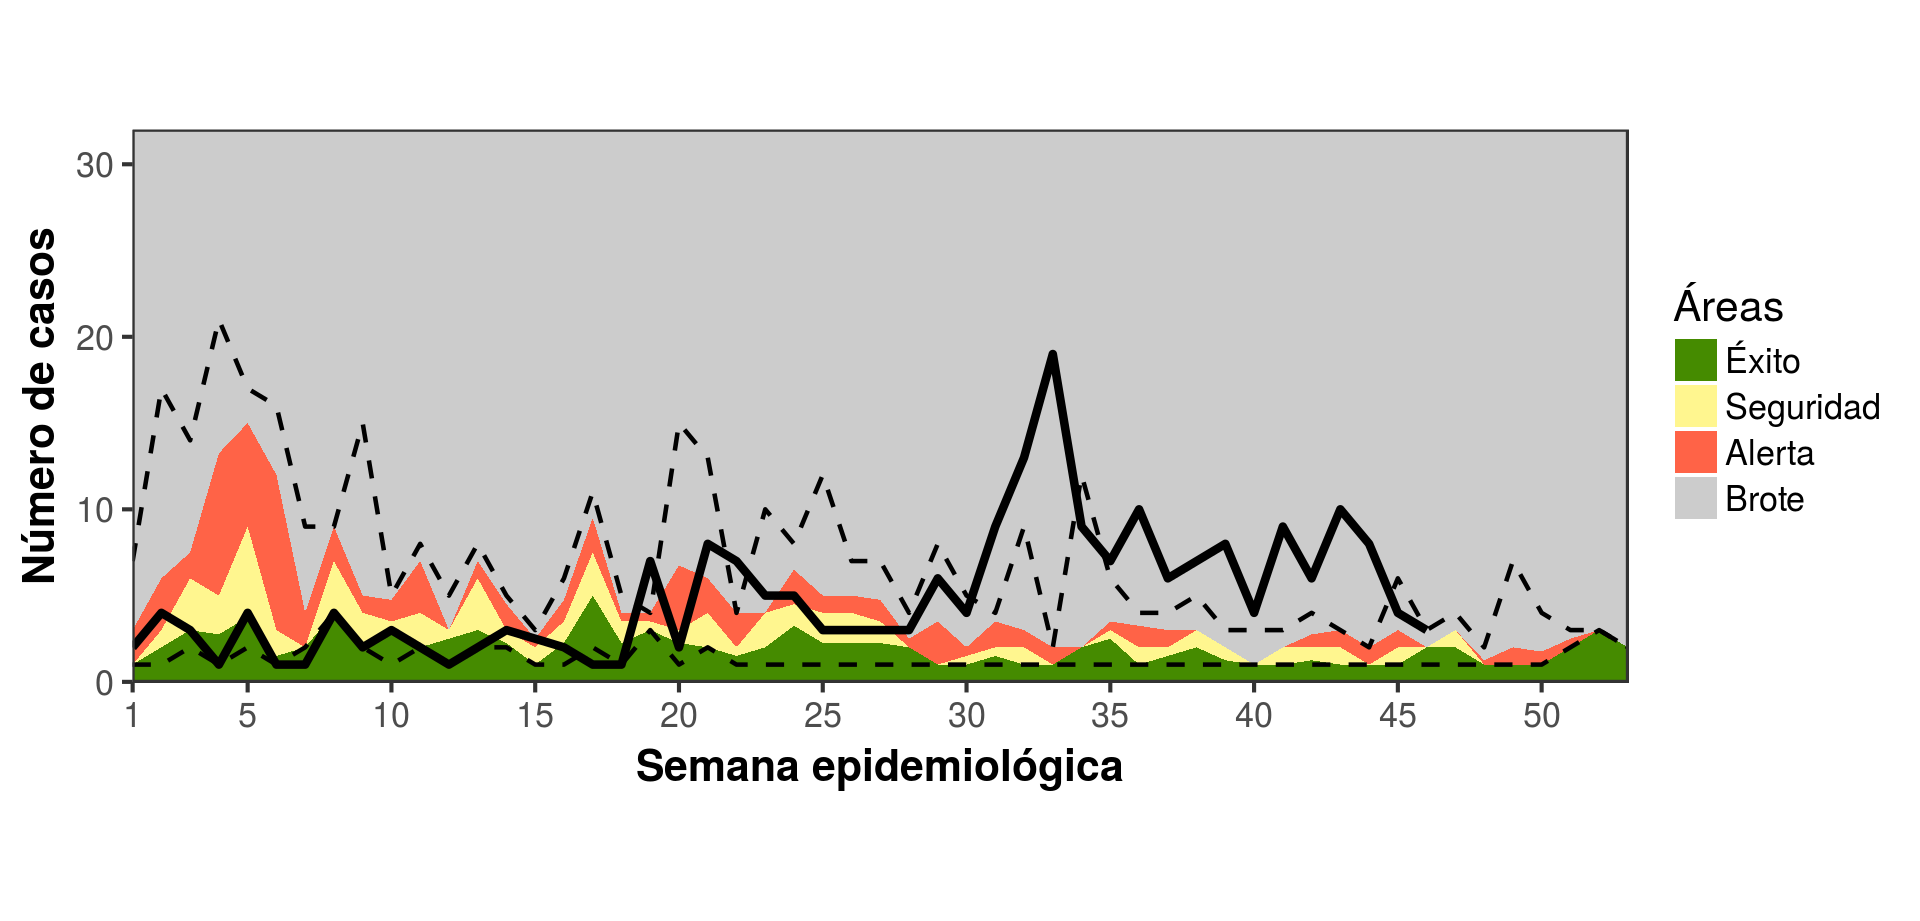 Número de casos
30
20
10
0
1 5 10 15 20 25 30 35 40 45 50
Semana epidemiológica
Áreas
Éxito
Seguridad
Alerta
Brote